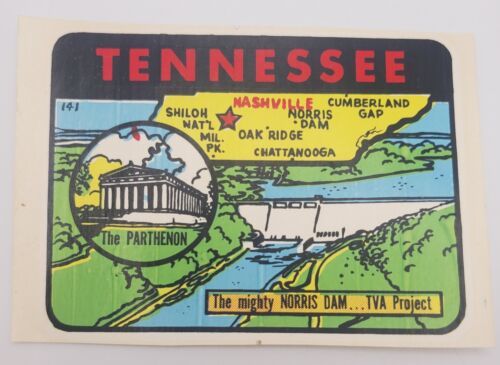 TENNESSEE
141
NASHVILLE
CUMBERLAND
GAP
SHILOH
NAT'L
MIL.
PK.
NORRIS
DAM
OAK RIDGE
CHATTANOOGA
The PARTHENON
The mighty NORRIS DAM...TVA Project